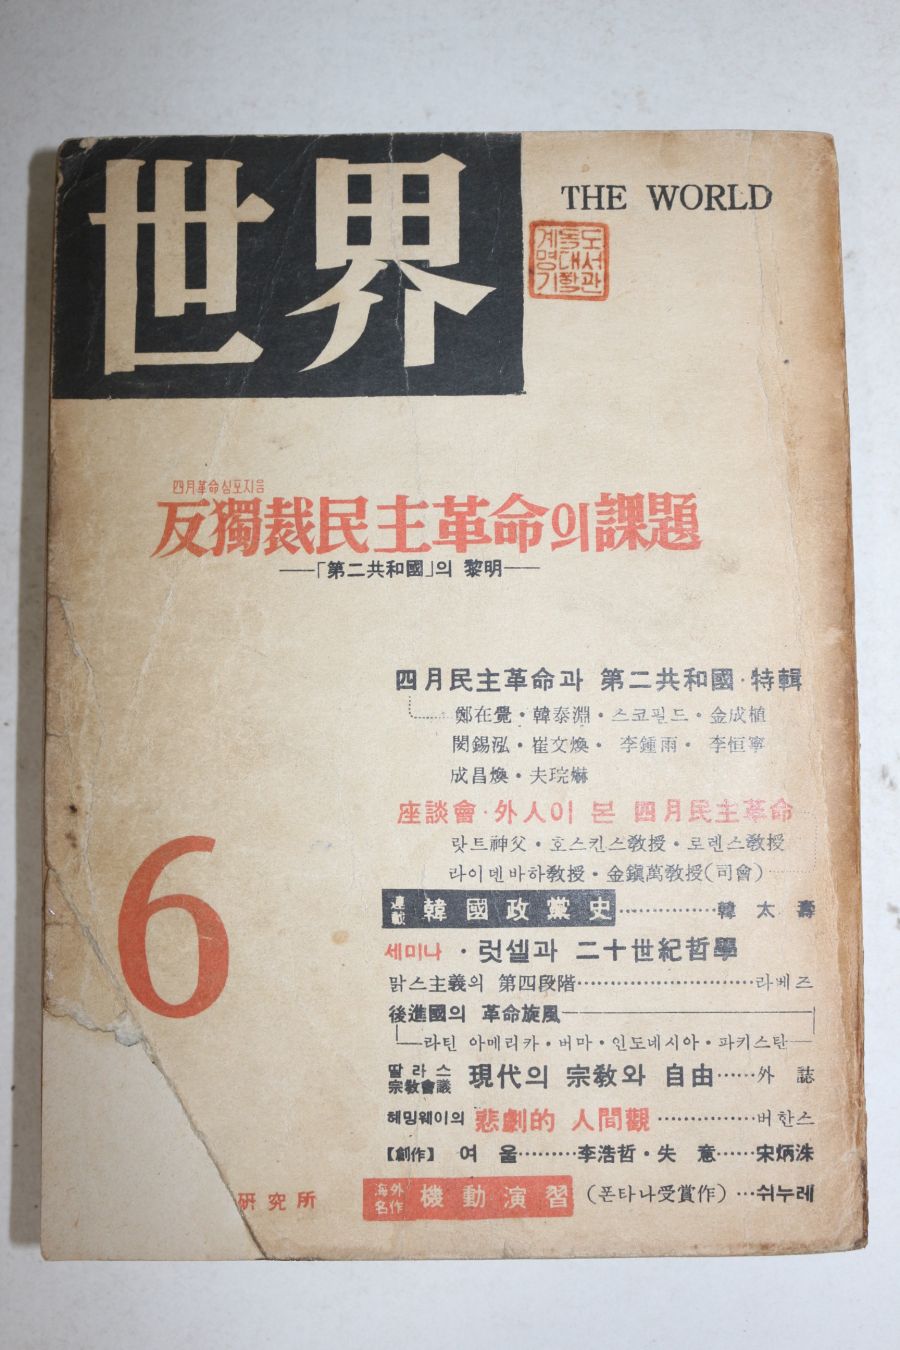 世界
THE WORLD
도서관
독대활
계명기
四月革命심포지음
反獨裁民主革命의課題
—「第二共和國」의 黎明—
四月民主革命과 第二共和國·特輯
鄭在覺·韓泰淵·스코필드·金成植
閔錫泓·崔文煥·李鍾雨·李恒寧
成昌煥·夫琓爀
座談會·外人이 본 四月民主革命
랏트神父·호스킨스敎授·로렌스敎授
라이덴바하敎授·金鎭萬敎授(司會)
連載 韓國政黨史……………韓太壽
세미나·럿셀과 二十世紀哲學
맑스主義의 第四段階…………………………라베즈
後進國의 革命旋風
라틴 아메리카·버마·인도네시아·파키스탄
딸라스宗敎會議 現代의 宗敎와 自由……外誌
헤밍웨이의 悲劇的 人間觀……………버한스
【創作】 여울………李浩哲·失意……宋炳洙
海外名作 機動演習 (폰타나受賞作)…쉬누레
6
研究所